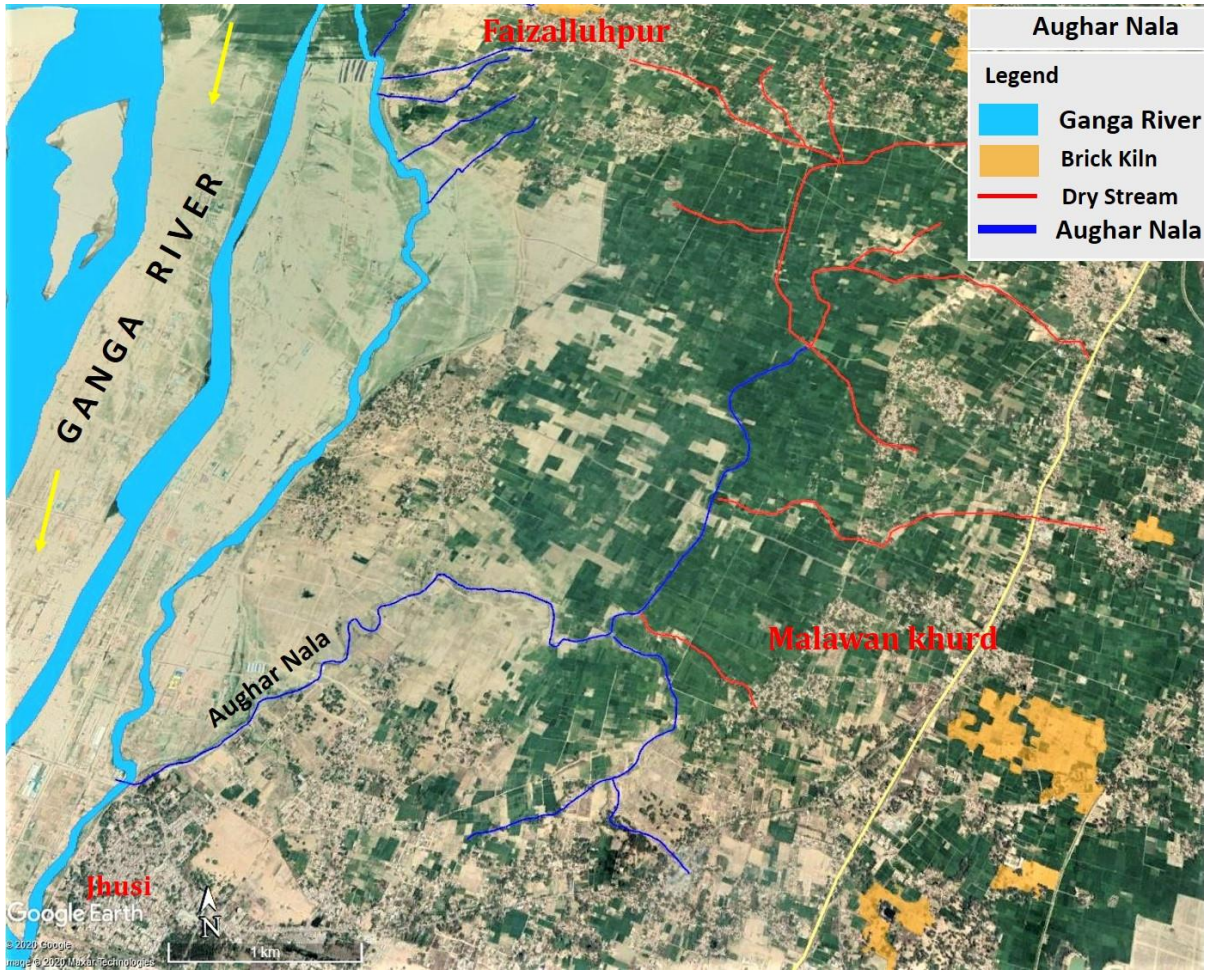 Faizalluhpur
Aughar Nala
Legend
Ganga River
Brick Kiln
Dry Stream
Aughar Nala
GANGA RIVER
Malawan khurd
Aughar Nala
Jhusi
Google Earth
N
© 2020 Google
mage © 2020 Maxar Technologies
1 km